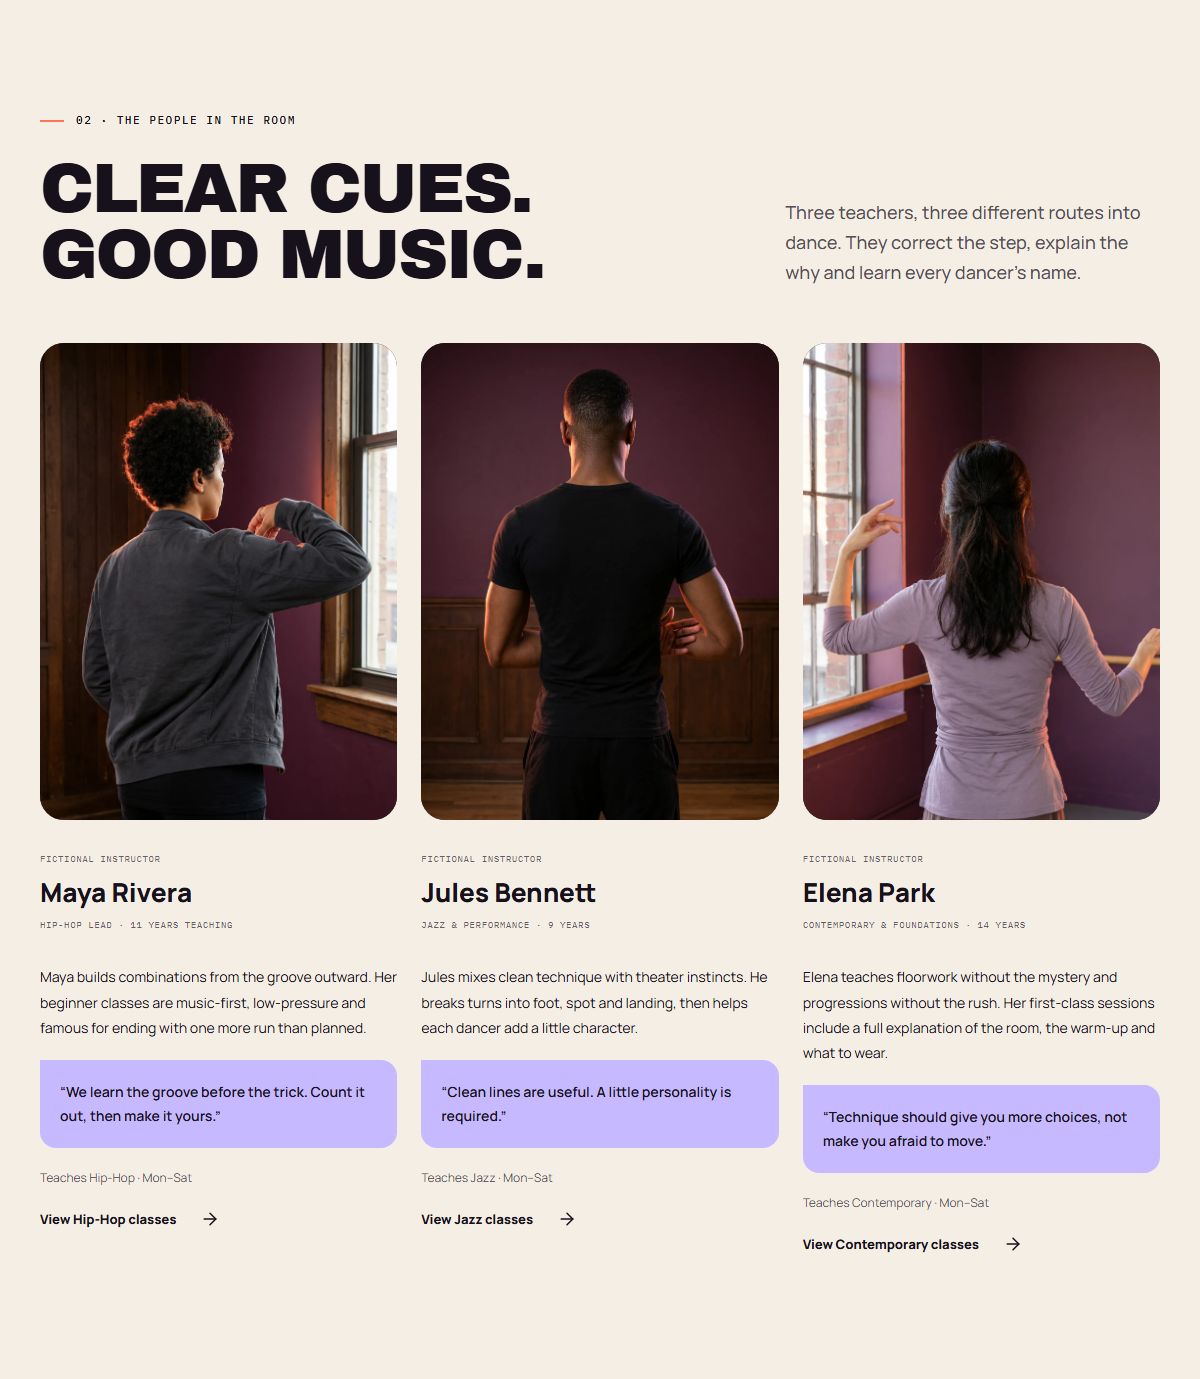 02 · THE PEOPLE IN THE ROOM
CLEAR CUES.
GOOD MUSIC.
Three teachers, three different routes into
dance. They correct the step, explain the
why and learn every dancer’s name.
FICTIONAL INSTRUCTOR
Maya Rivera
HIP-HOP LEAD · 11 YEARS TEACHING
Maya builds combinations from the groove outward. Her
beginner classes are music-first, low-pressure and
famous for ending with one more run than planned.
“We learn the groove before the trick. Count it
out, then make it yours.”
Teaches Hip-Hop · Mon–Sat
View Hip-Hop classes
FICTIONAL INSTRUCTOR
Jules Bennett
JAZZ & PERFORMANCE · 9 YEARS
Jules mixes clean technique with theater instincts. He
breaks turns into foot, spot and landing, then helps
each dancer add a little character.
“Clean lines are useful. A little personality is
required.”
Teaches Jazz · Mon–Sat
View Jazz classes
FICTIONAL INSTRUCTOR
Elena Park
CONTEMPORARY & FOUNDATIONS · 14 YEARS
Elena teaches floorwork without the mystery and
progressions without the rush. Her first-class sessions
include a full explanation of the room, the warm-up and
what to wear.
“Technique should give you more choices, not
make you afraid to move.”
Teaches Contemporary · Mon–Sat
View Contemporary classes